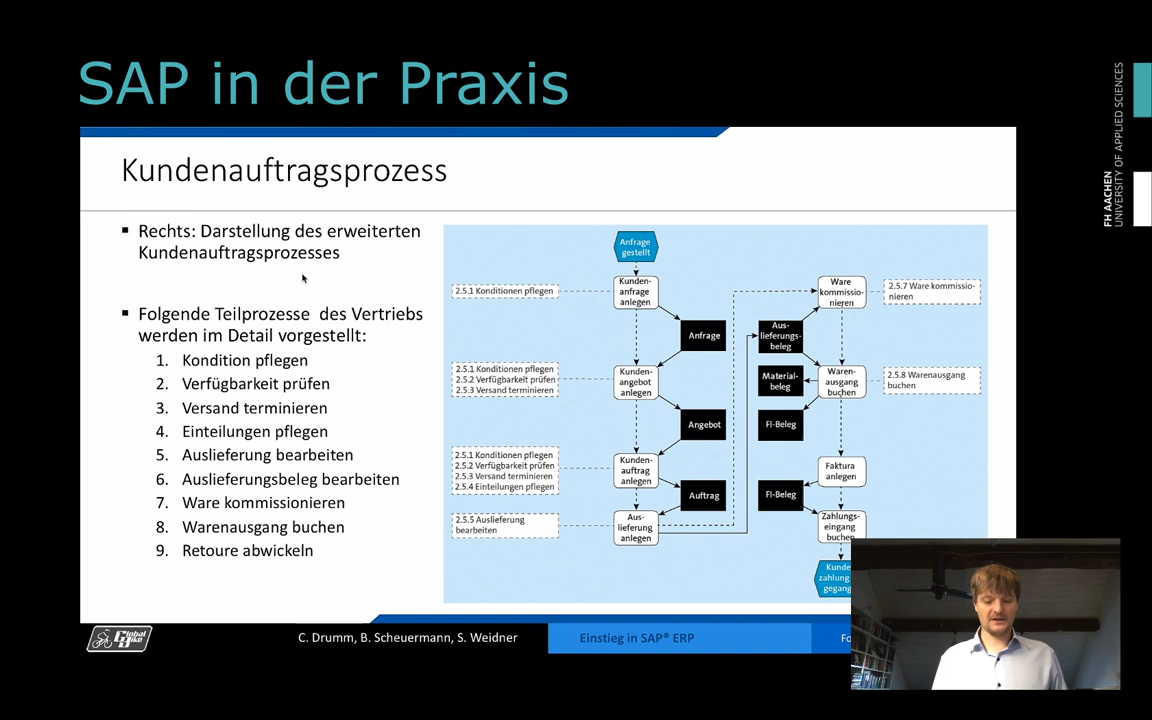 SAP in der Praxis
FH AACHEN
UNIVERSITY OF APPLIED SCIENCES
Kundenauftragsprozess
▪ Rechts: Darstellung des erweiterten
Kundenauftragsprozesses
▪ Folgende Teilprozesse des Vertriebs
werden im Detail vorgestellt:
1. Kondition pflegen
2. Verfügbarkeit prüfen
3. Versand terminieren
4. Einteilungen pflegen
5. Auslieferung bearbeiten
6. Auslieferungsbeleg bearbeiten
7. Ware kommissionieren
8. Warenausgang buchen
9. Retoure abwickeln
Anfrage
gestellt
2.5.1 Konditionen pflegen
Kunden-
anfrage
anlegen
Anfrage
2.5.1 Konditionen pflegen
2.5.2 Verfügbarkeit prüfen
2.5.3 Versand terminieren
Kunden-
angebot
anlegen
Angebot
2.5.1 Konditionen pflegen
2.5.2 Verfügbarkeit prüfen
2.5.3 Versand terminieren
2.5.4 Einteilungen pflegen
Kunden-
auftrag
anlegen
Auftrag
2.5.5 Auslieferung
bearbeiten
Aus-
lieferung
anlegen
Ware
kommissio-
nieren
2.5.7 Ware kommissio-
nieren
Aus-
lieferungs-
beleg
Material-
beleg
Waren-
ausgang
buchen
2.5.8 Warenausgang
buchen
FI-Beleg
Faktura
anlegen
FI-Beleg
Zahlungs-
eingang
buchen
Kunde
zahlung
gegang
Global
Bike
C. Drumm, B. Scheuermann, S. Weidner
Einstieg in SAP® ERP
Fo